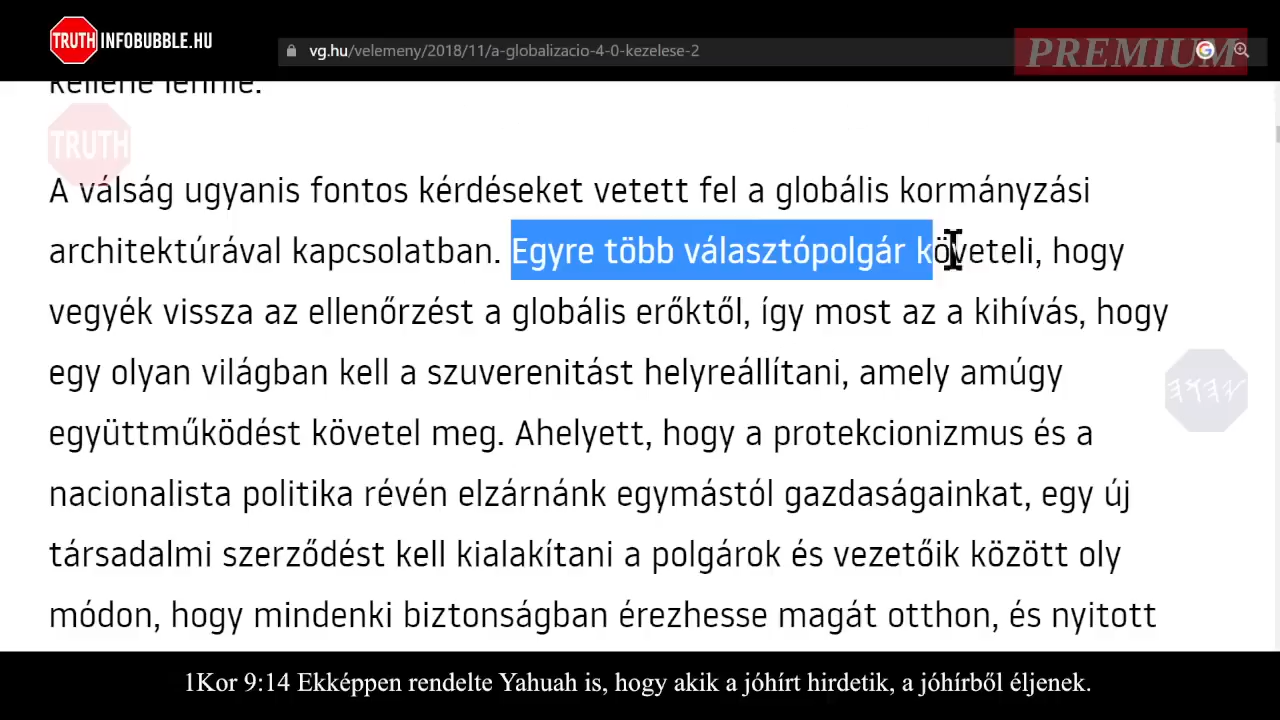 TRUTH INFOBUBBLE.HU
vg.hu/velemeny/2018/11/a-globalizacio-4-0-kezelese-2
PREMIUM
kellene lennie.
TRUTH
A válság ugyanis fontos kérdéseket vetett fel a globális kormányzási
architektúrával kapcsolatban. Egyre több választópolgár követeli, hogy
vegyék vissza az ellenőrzést a globális erőktől, így most az a kihívás, hogy
egy olyan világban kell a szuverenitást helyreállítani, amely amúgy
együttműködést követel meg. Ahelyett, hogy a protekcionizmus és a
nacionalista politika révén elzárnánk egymástól gazdaságainkat, egy új
társadalmi szerződést kell kialakítani a polgárok és vezetőik között oly
módon, hogy mindenki biztonságban érezhesse magát otthon, és nyitott
1Kor 9:14 Ekképpen rendelte Yahuah is, hogy akik a jóhírt hirdetik, a jóhírből éljenek.